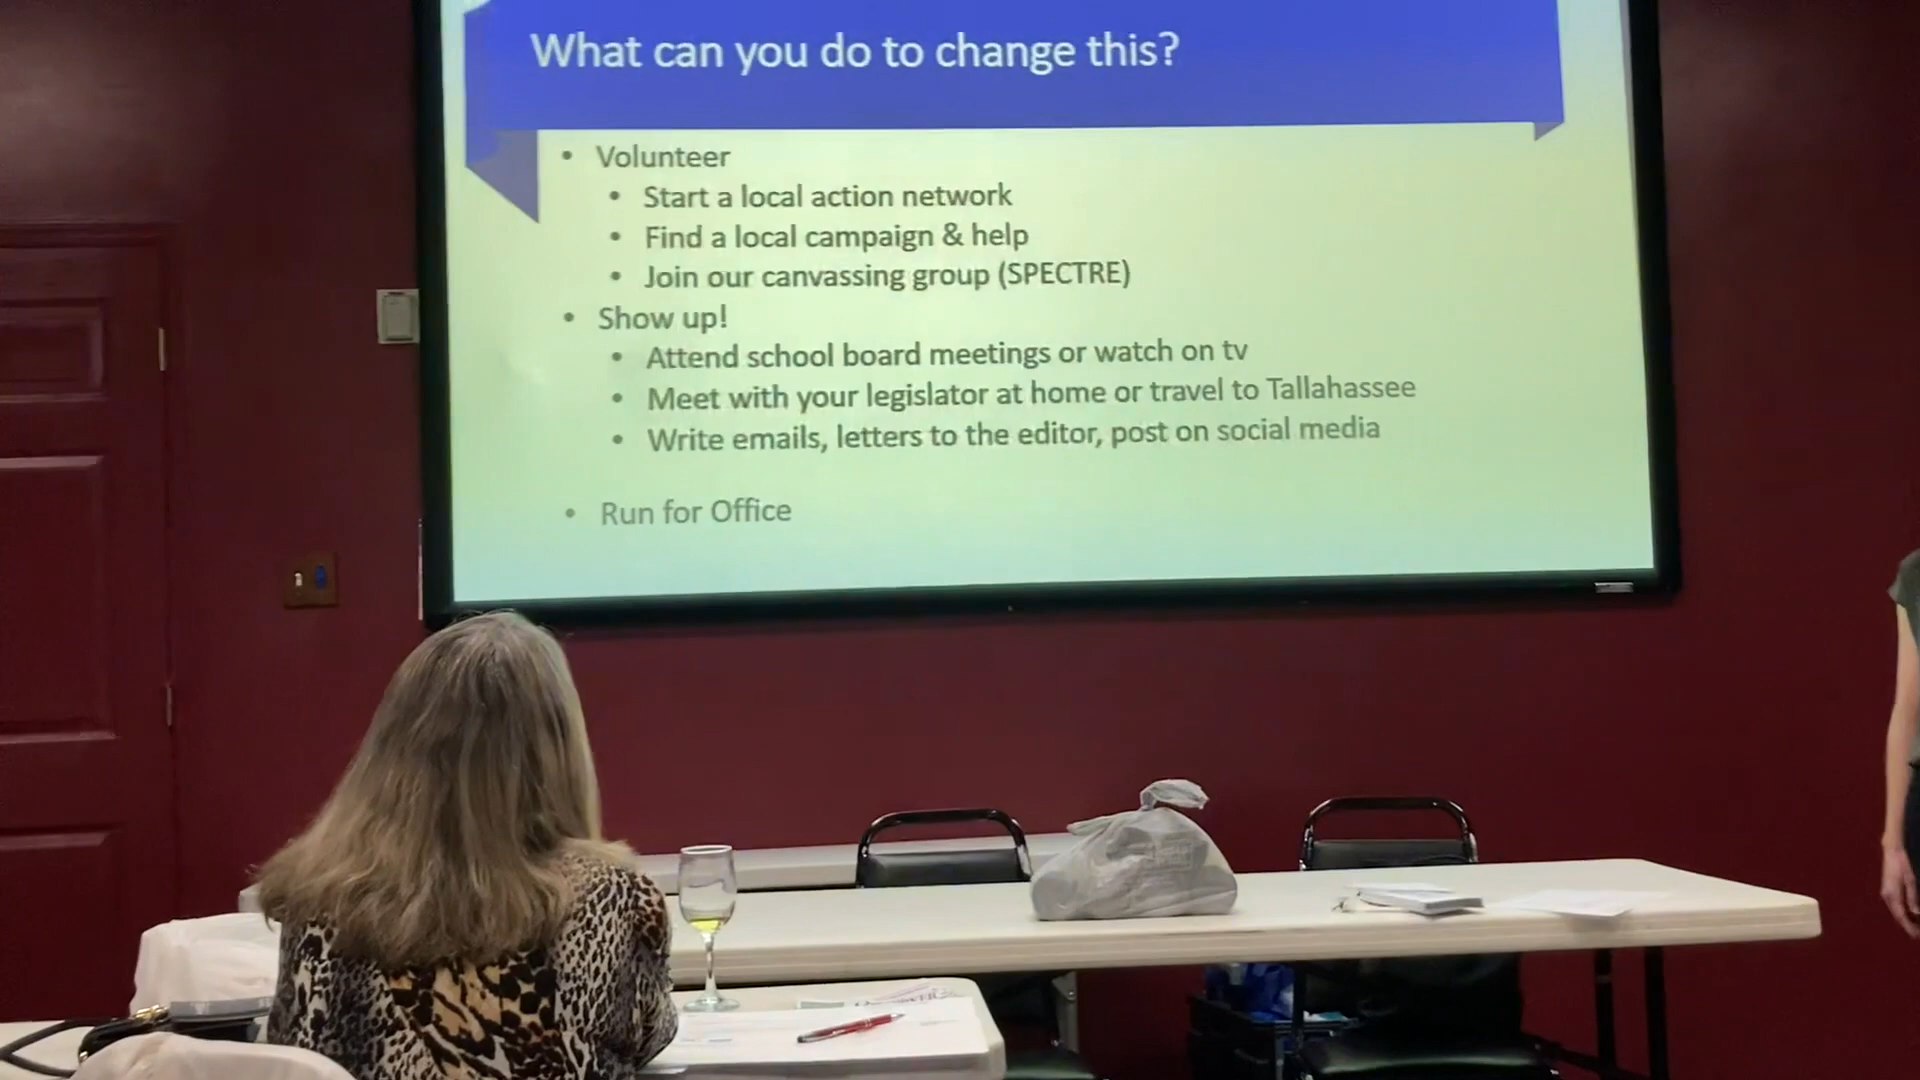 What can you do to change this?
• Volunteer
• Start a local action network
• Find a local campaign & help
• Join our canvassing group (SPECTRE)
• Show up!
• Attend school board meetings or watch on tv
• Meet with your legislator at home or travel to Tallahassee
• Write emails, letters to the editor, post on social media
• Run for Office